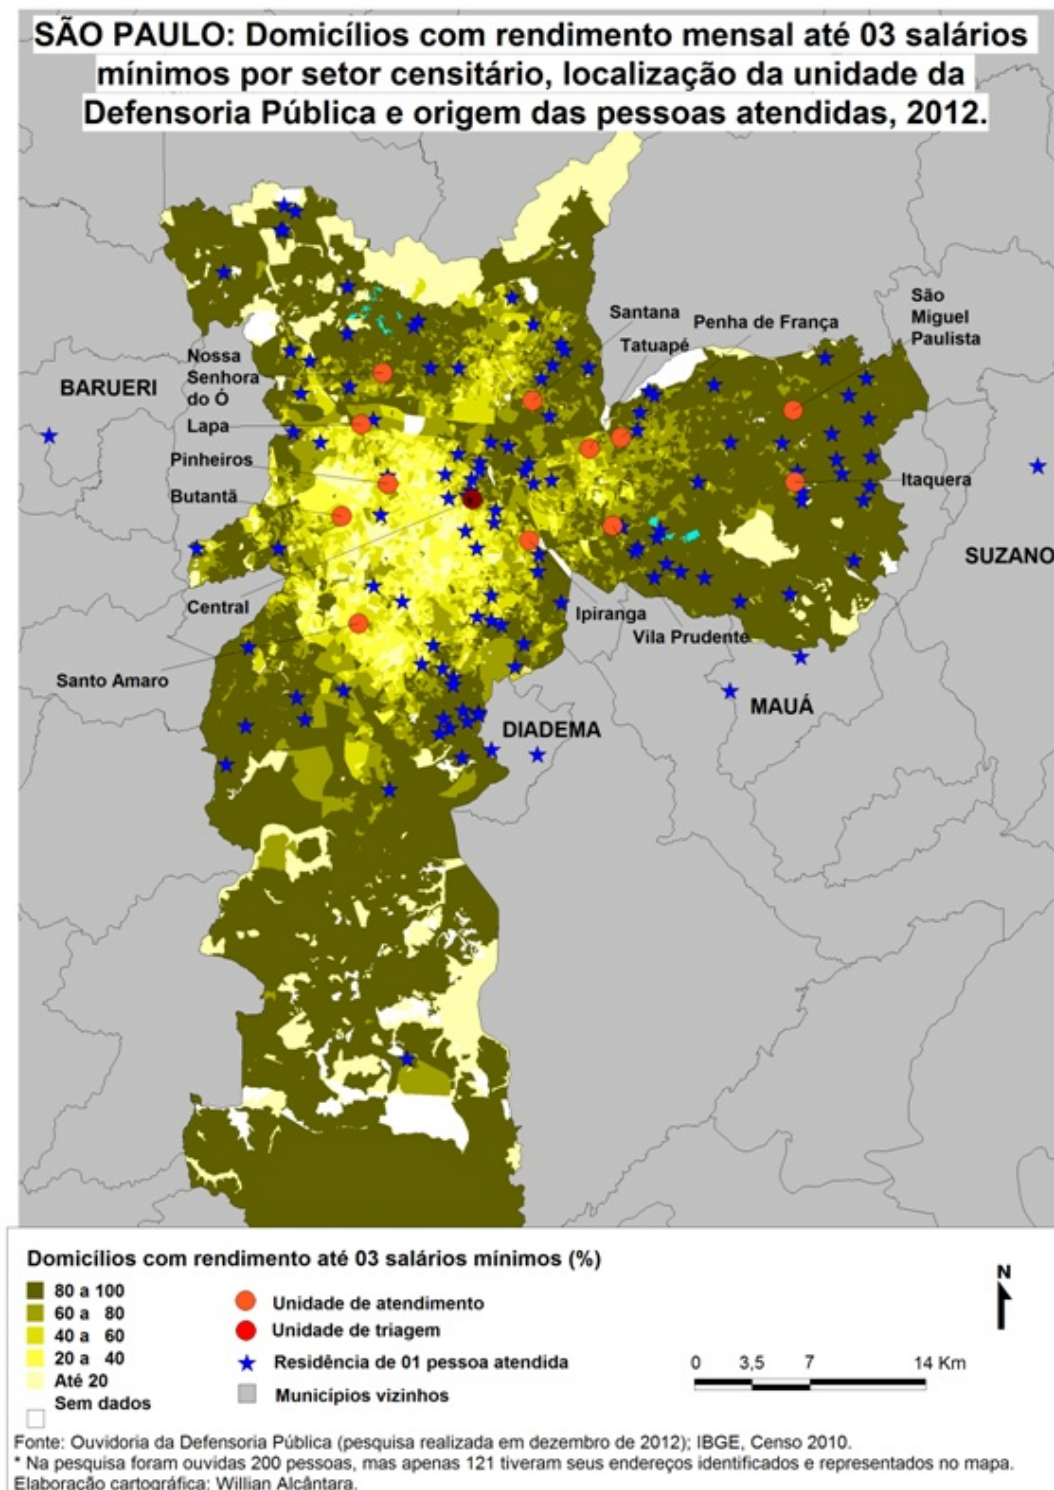 SÃO PAULO: Domicílios com rendimento mensal até 03 salários
mínimos por setor censitário, localização da unidade da
Defensoria Pública e origem das pessoas atendidas, 2012.
São
Miguel
Paulista
Santana
Penha de França
Tatuapé
Nossa
Senhora
do Ó
BARUERI
Lapa
Pinheiros
Butantã
Itaquera
SUZANO
Central
Ipiranga
Vila Prudente
Santo Amaro
MAUÁ
DIADEMA
Domicílios com rendimento até 03 salários mínimos (%)
80 a 100
60 a 80
40 a 60
20 a 40
Até 20
Sem dados
Unidade de atendimento
Unidade de triagem
Residência de 01 pessoa atendida
Municípios vizinhos
N
0 3,5 7 14 Km
Fonte: Ouvidoria da Defensoria Pública (pesquisa realizada em dezembro de 2012); IBGE, Censo 2010.
* Na pesquisa foram ouvidas 200 pessoas, mas apenas 121 tiveram seus endereços identificados e representados no mapa.
Elaboração cartográfica: Willian Alcântara.